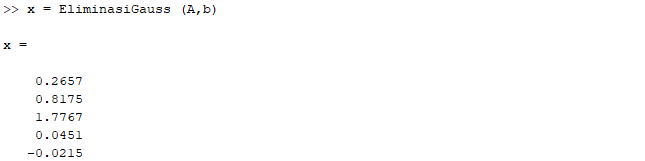 >> x = EliminasiGauss (A,b)
x =
0.2657
0.8175
1.7767
0.0451
-0.0215